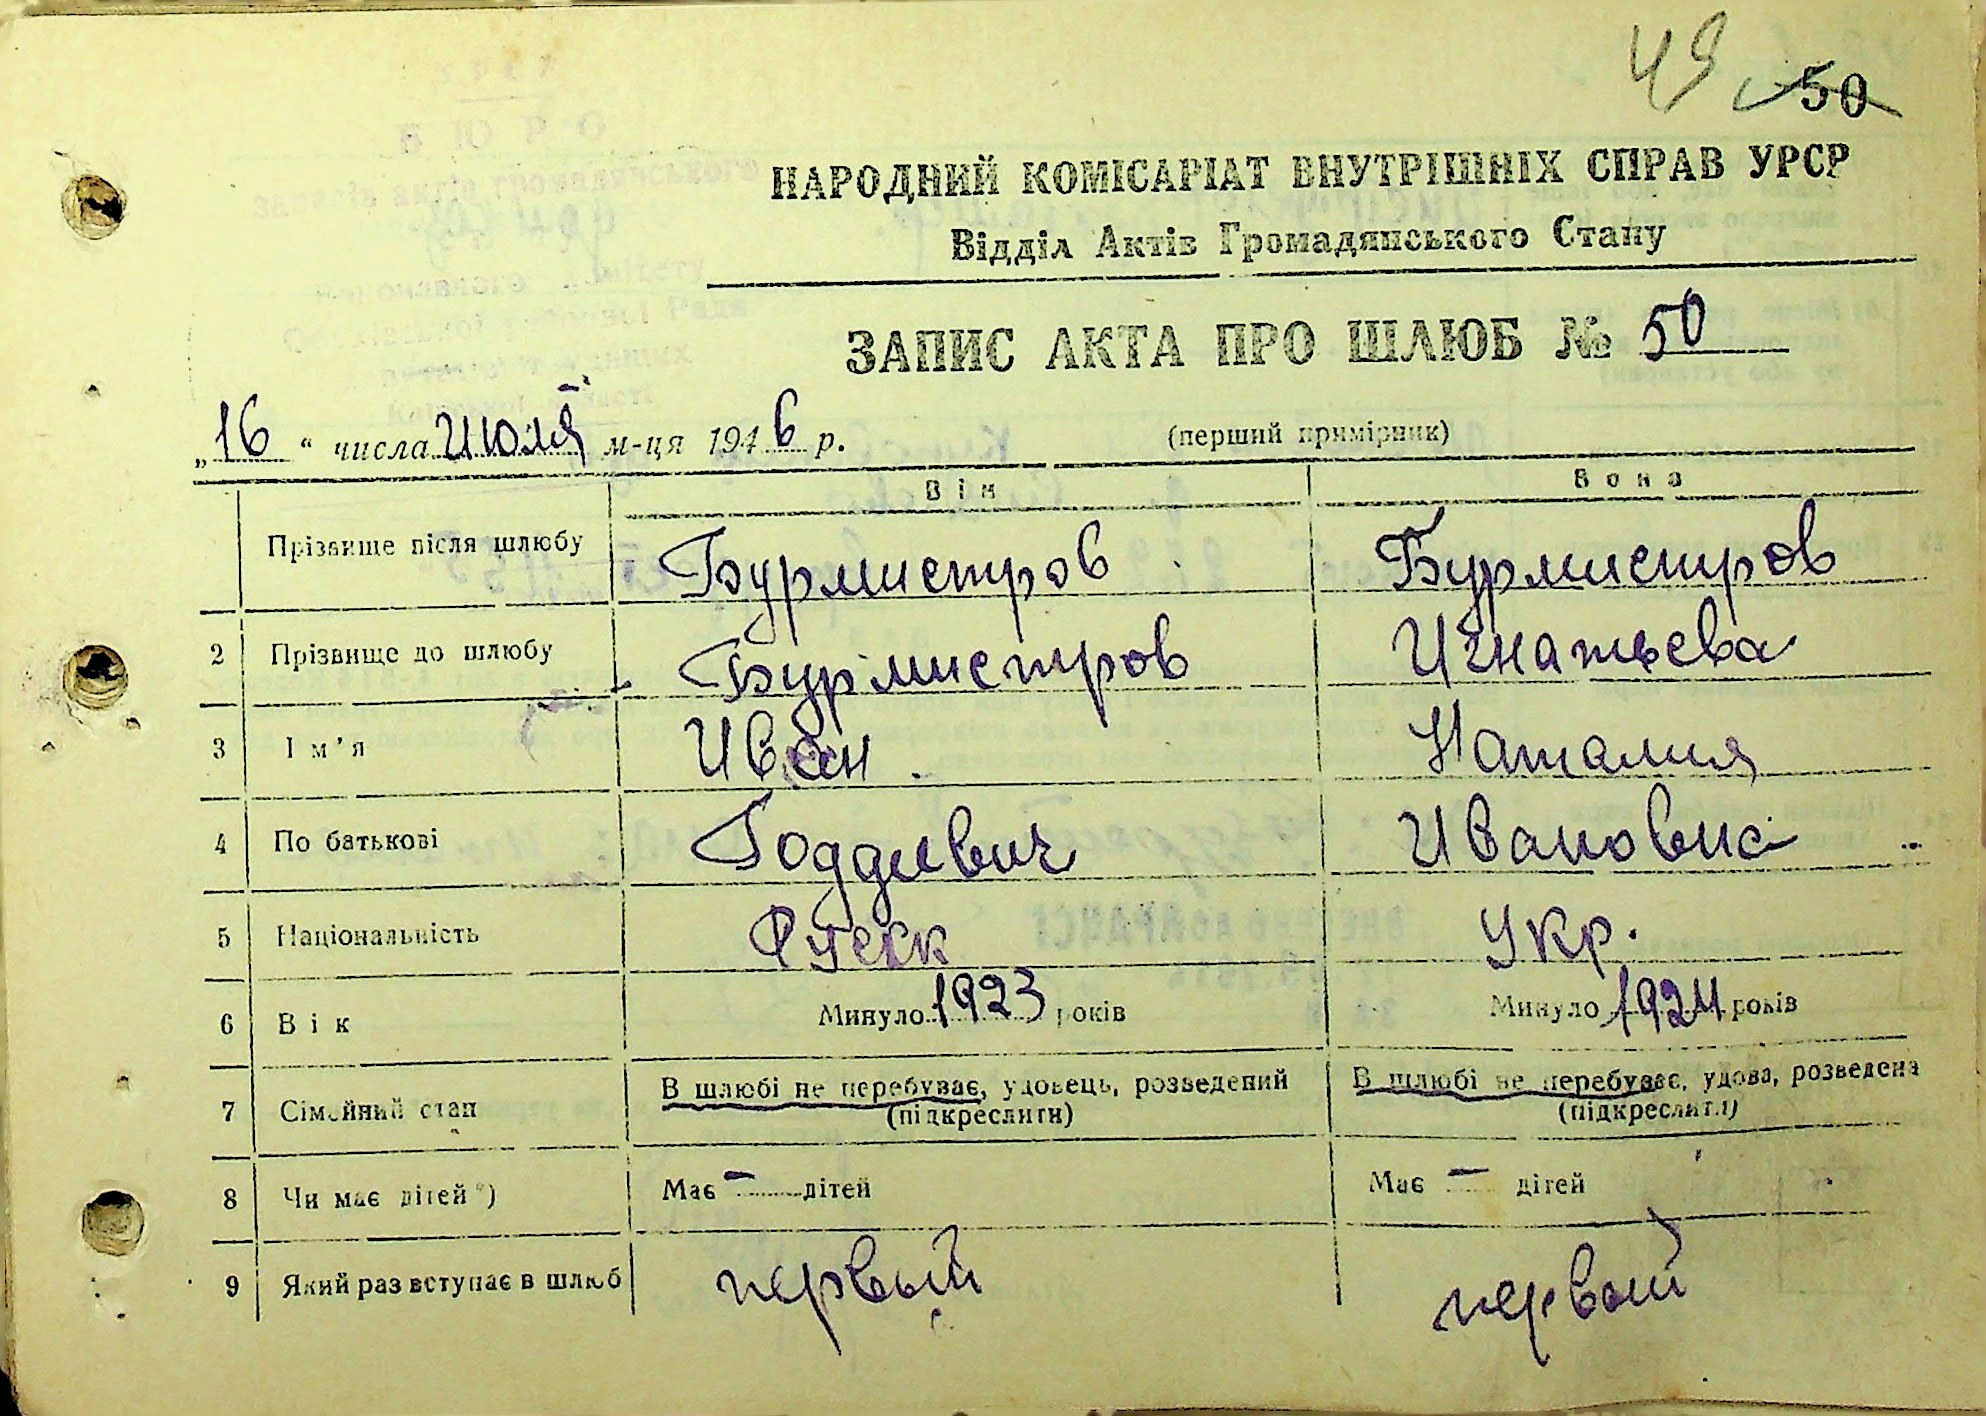 49 50
НАРОДНИЙ КОМІСАРІАТ ВНУТРІШНІХ СПРАВ УРСР
Відділ Актів Громадянського Стану
ЗАПИС АКТА ПРО ШЛЮБ № 50
„16" числа Июля м-ця 1946 р. (перший примірник)
Він Вона
Прізвище після шлюбу Бурмистров Бурмистров
2 Прізвище до шлюбу Бурмистров Игнатьева
3 Ім'я Иван Наталия
4 По батькові Ивановна
5 Національність Русск Укр.
6 Вік Минуло 1923 років Минуло 1924 років
7 Сімейний стан В шлюбі не перебуває, удовець, розведений (підкреслити) В шлюбі не перебуває, удова, розведена (підкреслити)
8 Чи має дітей*) Має – дітей Має – дітей
9 Який раз вступає в шлюб первый первый